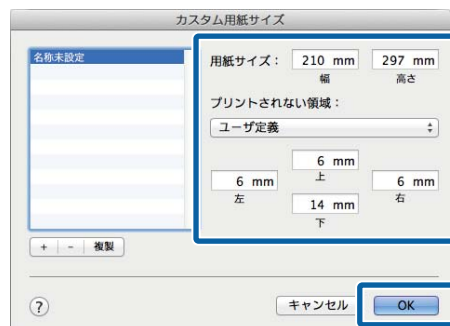 カスタム用紙サイズ
名称未設定
用紙サイズ： 210 mm 297 mm
幅 高さ
プリントされない領域：
ユーザ定義
6 mm
上
6 mm 6 mm
左 右
14 mm
下
+ - 複製
? キャンセル OK